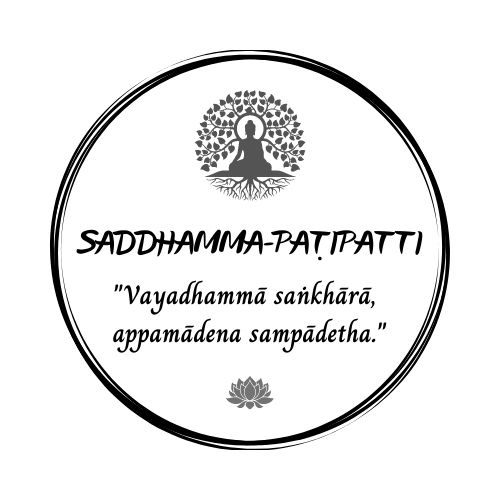 SADDHAMMA-PAṬIPATTI
"Vayadhammā saṅkhārā,
appamādena sampādetha."